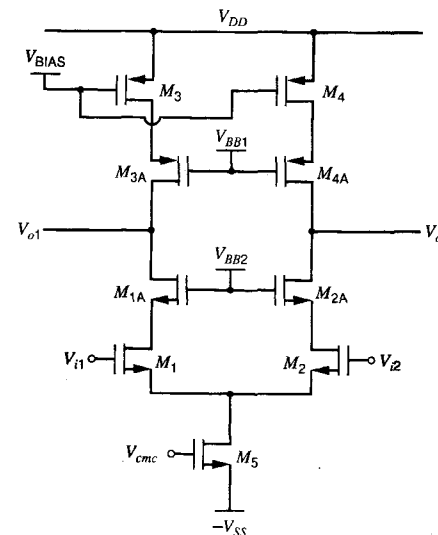 V_DD
V_BIAS
M_3
M_4
V_BB1
M_3A
M_4A
V_o1
V_o
V_BB2
M_1A
M_2A
V_i1
M_1
M_2
V_i2
V_cmc
M_5
-V_SS